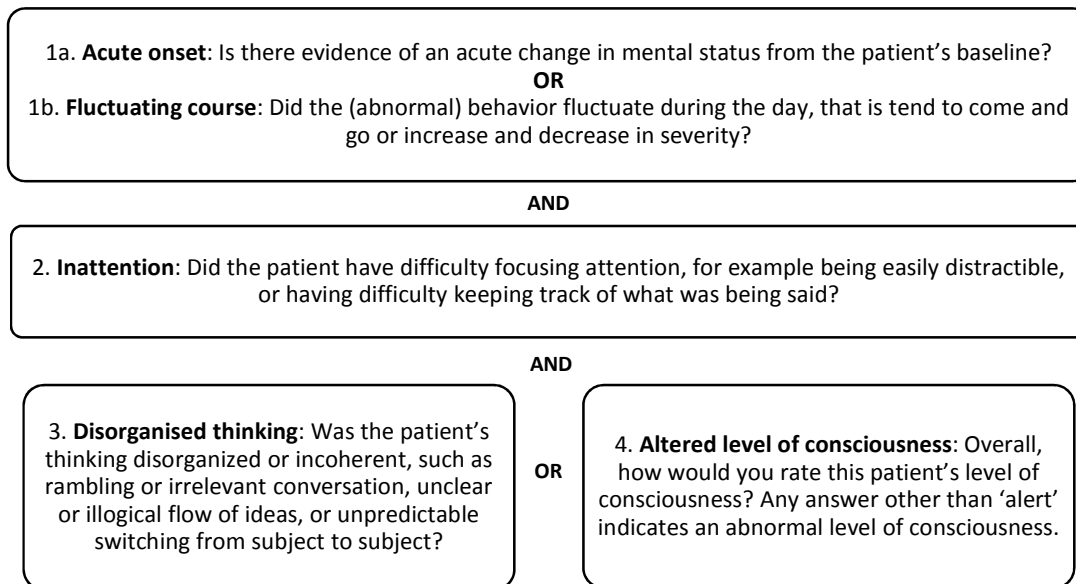 1a. Acute onset: Is there evidence of an acute change in mental status from the patient’s baseline?
OR
1b. Fluctuating course: Did the (abnormal) behavior fluctuate during the day, that is tend to come and
go or increase and decrease in severity?
AND
2. Inattention: Did the patient have difficulty focusing attention, for example being easily distractible,
or having difficulty keeping track of what was being said?
AND
3. Disorganised thinking: Was the patient’s
thinking disorganized or incoherent, such as
rambling or irrelevant conversation, unclear
or illogical flow of ideas, or unpredictable
switching from subject to subject?
OR
4. Altered level of consciousness: Overall,
how would you rate this patient’s level of
consciousness? Any answer other than ‘alert’
indicates an abnormal level of consciousness.